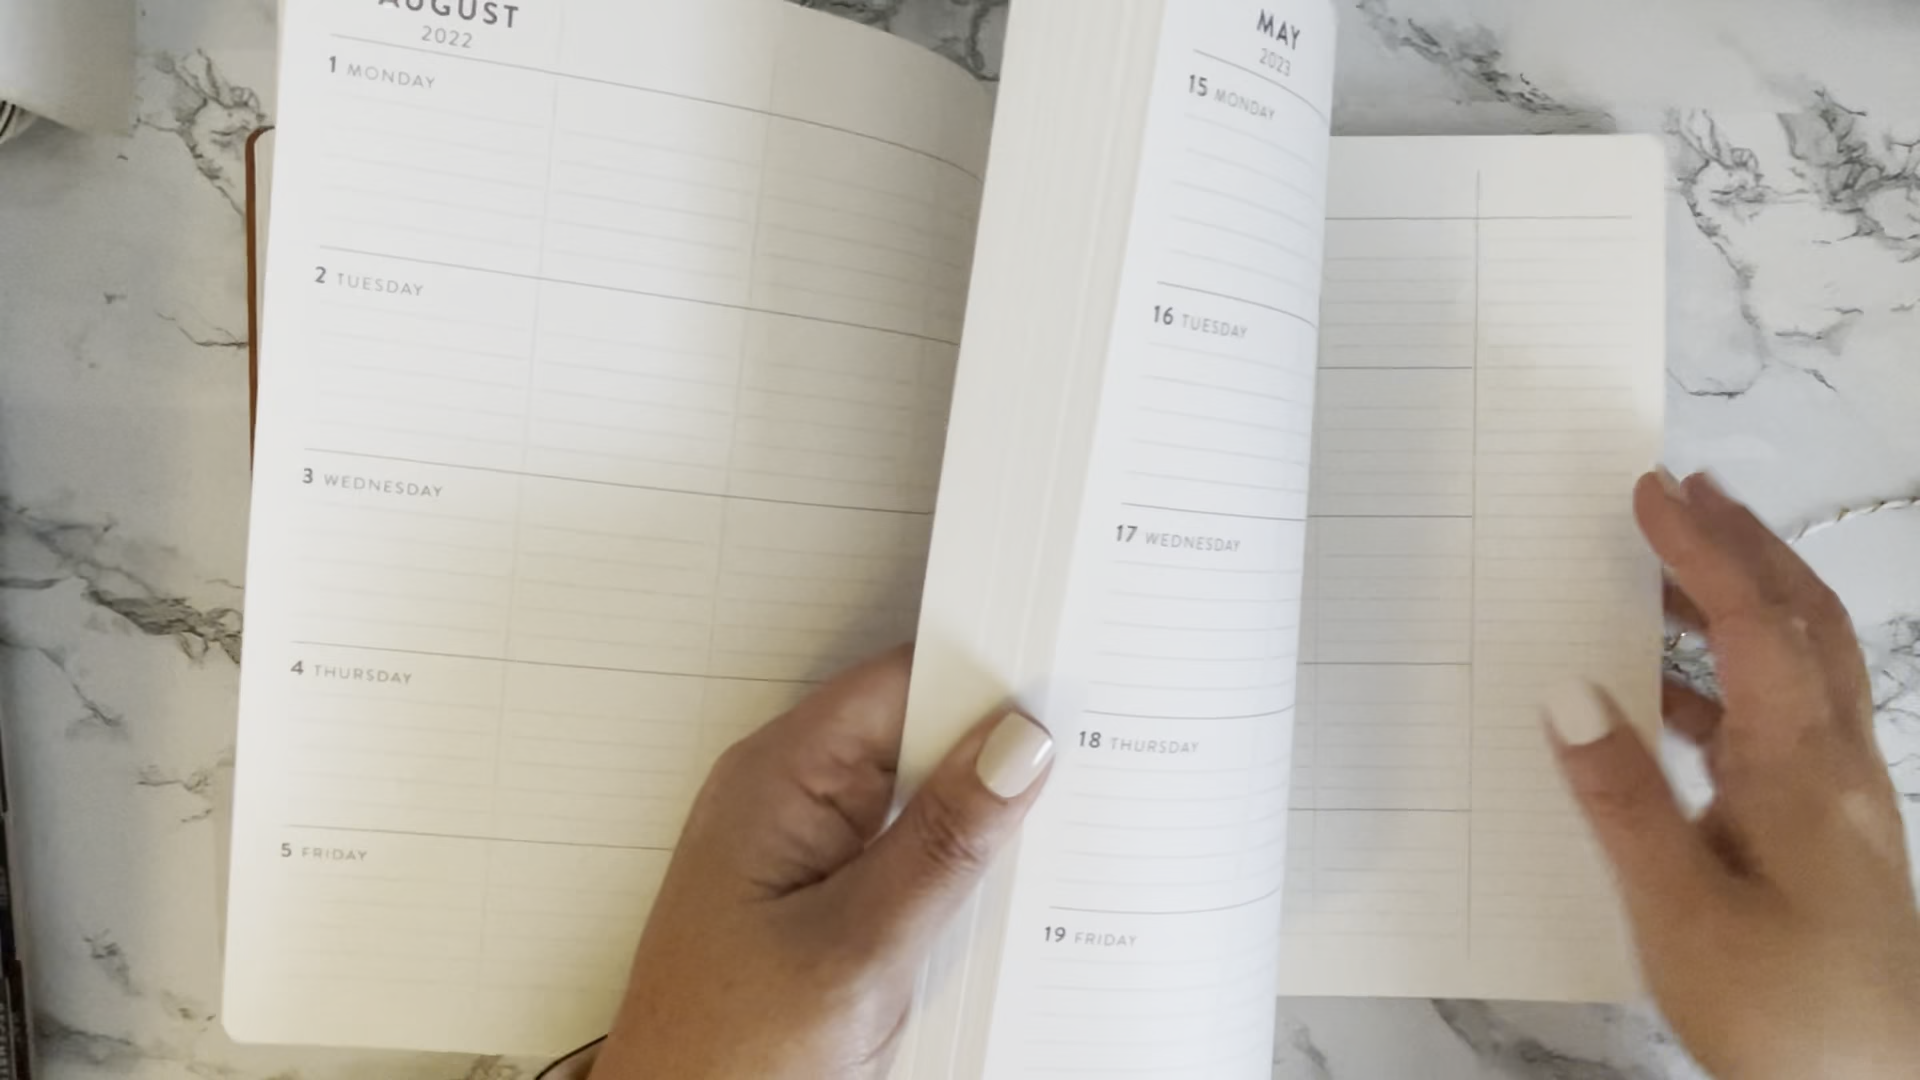 AUGUST
2022
1 MONDAY
2 TUESDAY
3 WEDNESDAY
4 THURSDAY
5 FRIDAY
MAY
2023
15 MONDAY
16 TUESDAY
17 WEDNESDAY
18 THURSDAY
19 FRIDAY